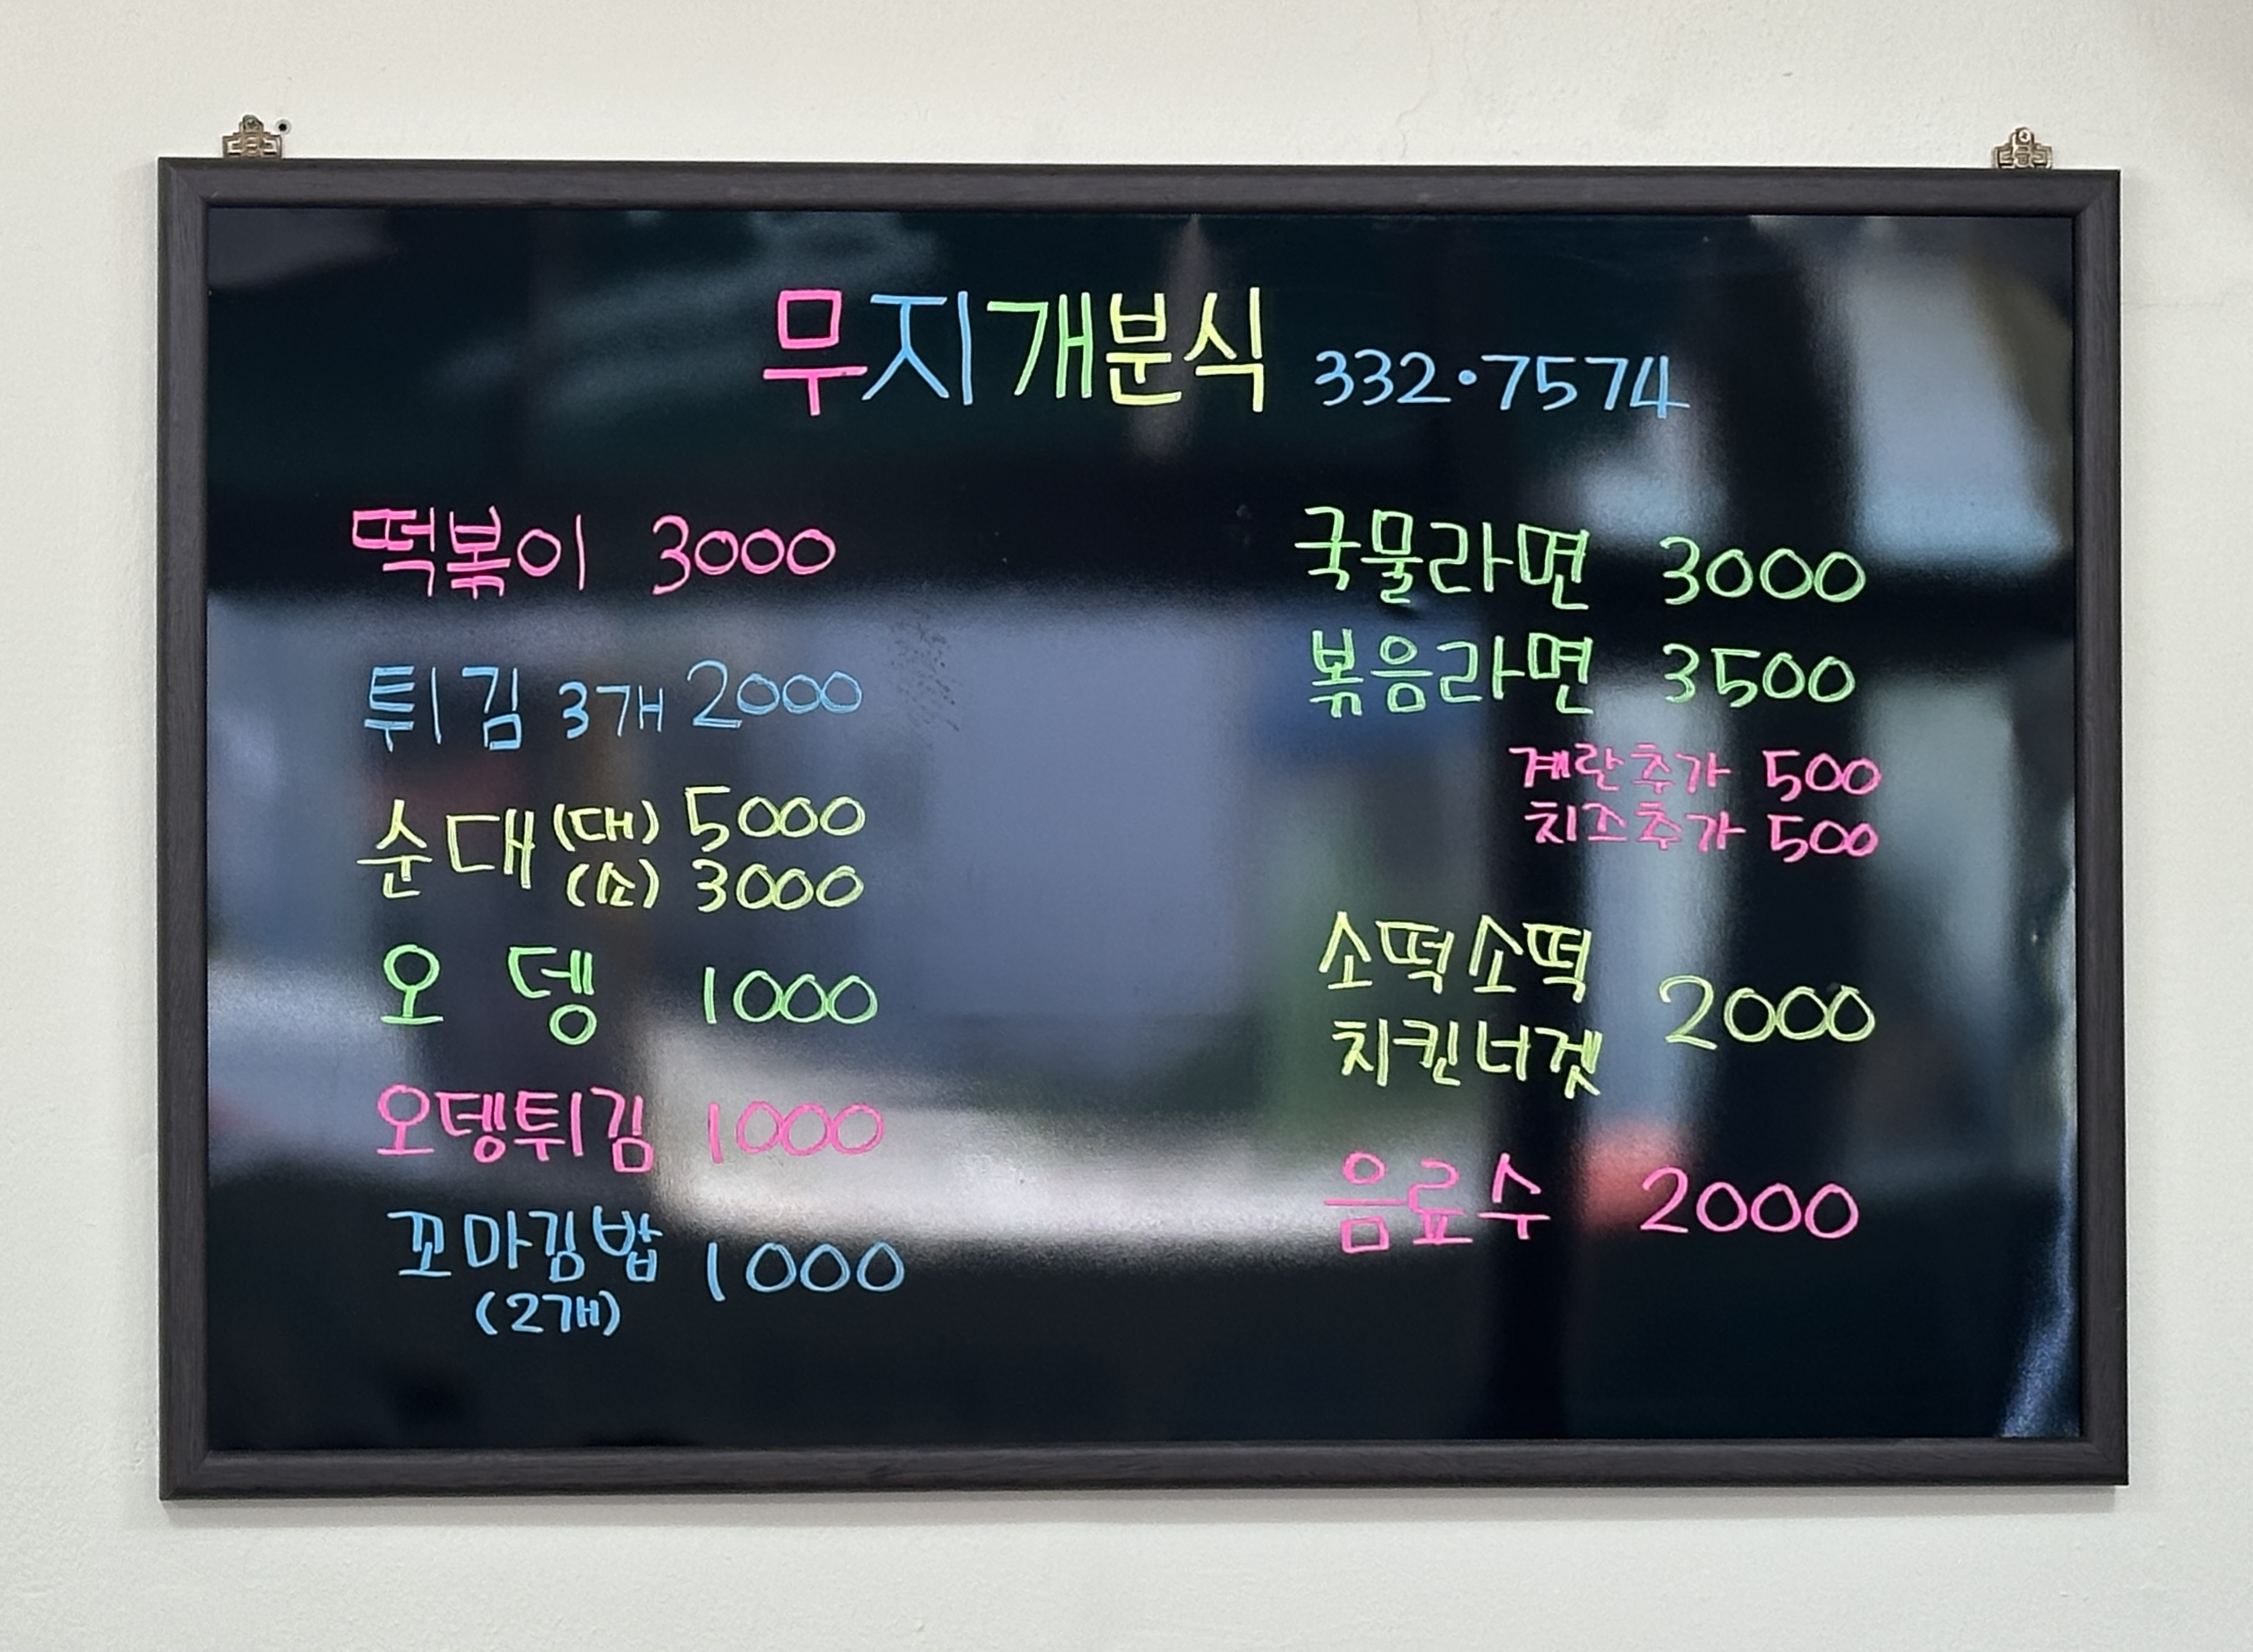 무지개분식 332·7574
떡볶이 3000
튀김 3개 2000
순대 (대) 5000
(소) 3000
오뎅 1000
오뎅튀김 1000
꼬마김밥 1000
(2개)
국물라면 3000
볶음라면 3500
계란추가 500
치즈추가 500
소떡소떡
치킨너겟 2000
음료수 2000